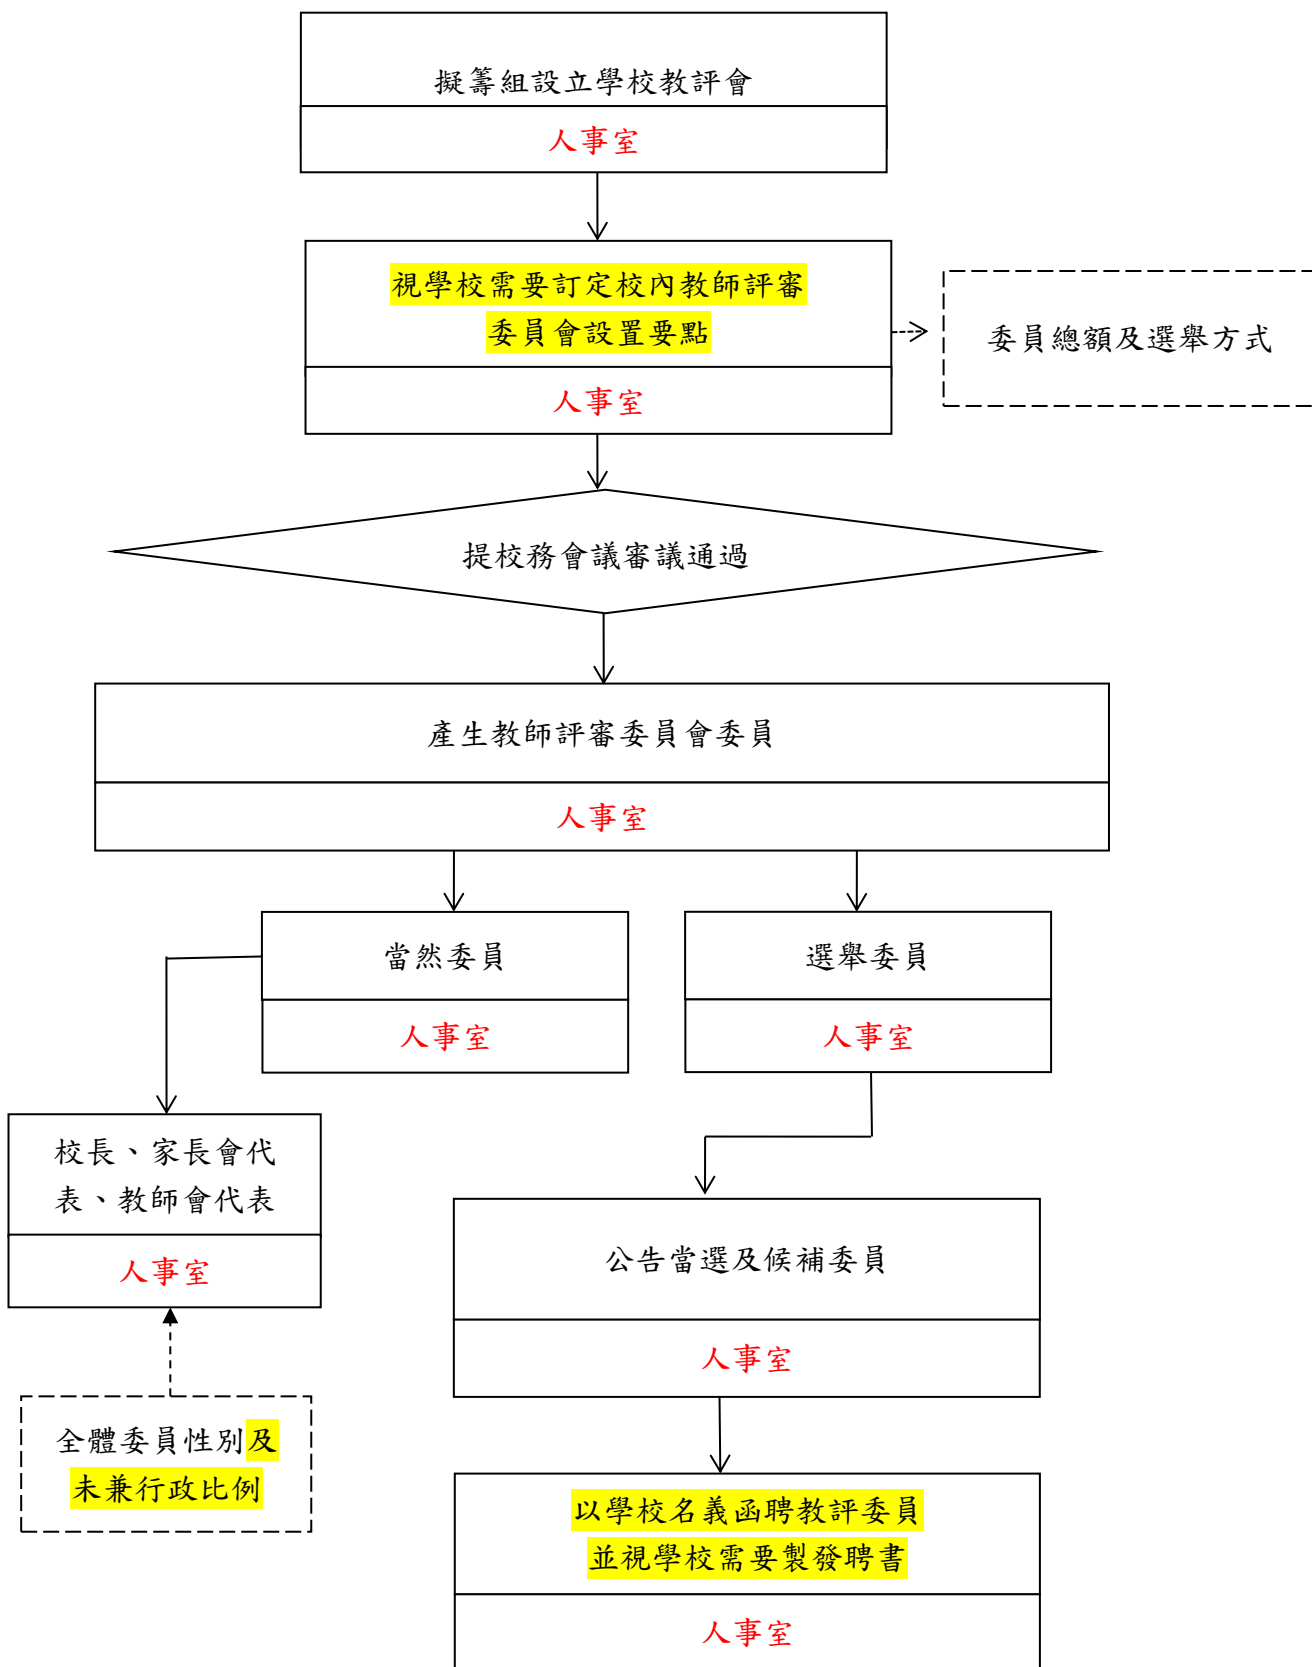 擬籌組設立學校教評會
人事室
視學校需要訂定校內教師評審
委員會設置要點
人事室
委員總額及選舉方式
提校務會議審議通過
產生教師評審委員會委員
人事室
當然委員
人事室
選舉委員
人事室
校長、家長會代
表、教師會代表
人事室
全體委員性別及
未兼行政比例
公告當選及候補委員
人事室
以學校名義函聘教評委員
並視學校需要製發聘書
人事室